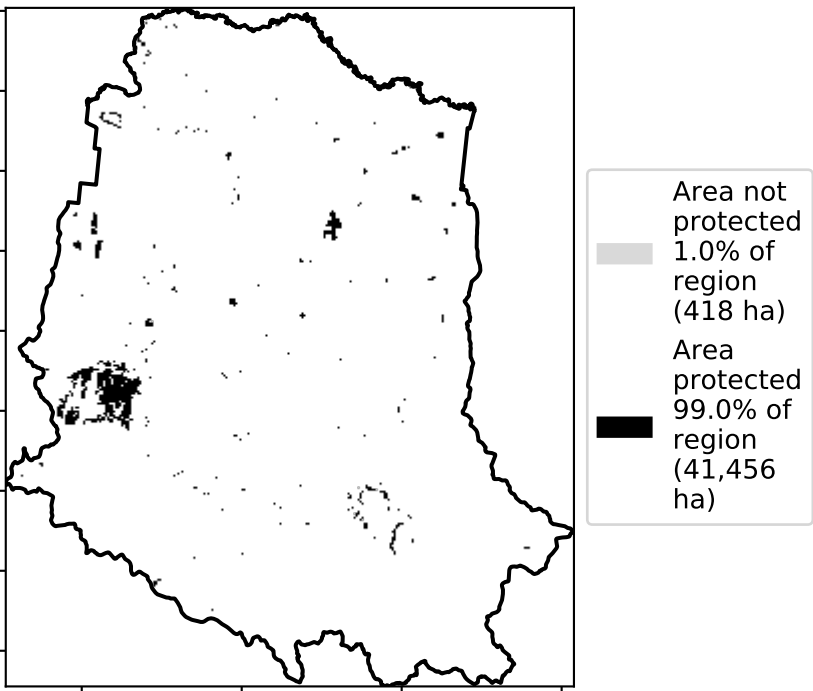 Area not
protected
1.0% of
region
(418 ha)
Area
protected
99.0% of
region
(41,456
ha)